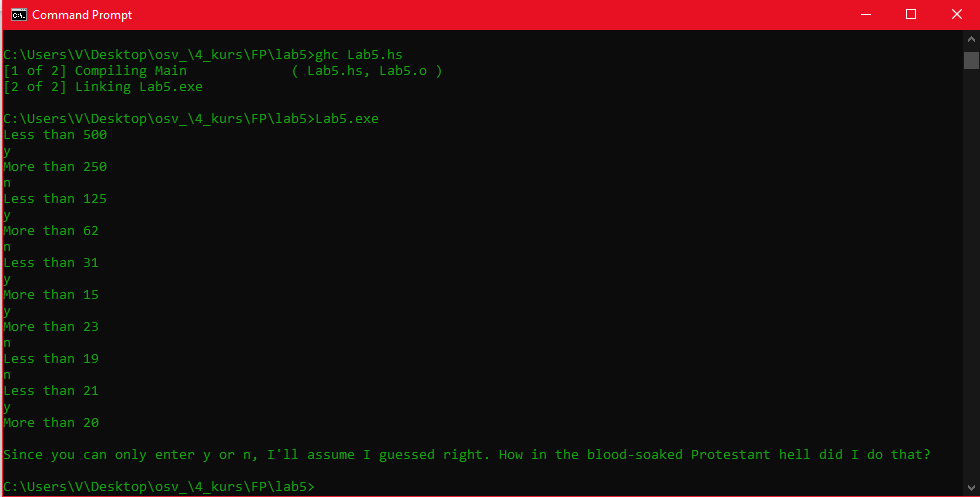 Command Prompt
C:\Users\V\Desktop\osv_\4_kurs\FP\lab5>ghc Lab5.hs
[1 of 2] Compiling Main             ( Lab5.hs, Lab5.o )
[2 of 2] Linking Lab5.exe
C:\Users\V\Desktop\osv_\4_kurs\FP\lab5>Lab5.exe
Less than 500
y
More than 250
n
Less than 125
y
More than 62
n
Less than 31
y
More than 15
y
More than 23
n
Less than 19
n
Less than 21
y
More than 20
Since you can only enter y or n, I'll assume I guessed right. How in the blood-soaked Protestant hell did I do that?
C:\Users\V\Desktop\osv_\4_kurs\FP\lab5>